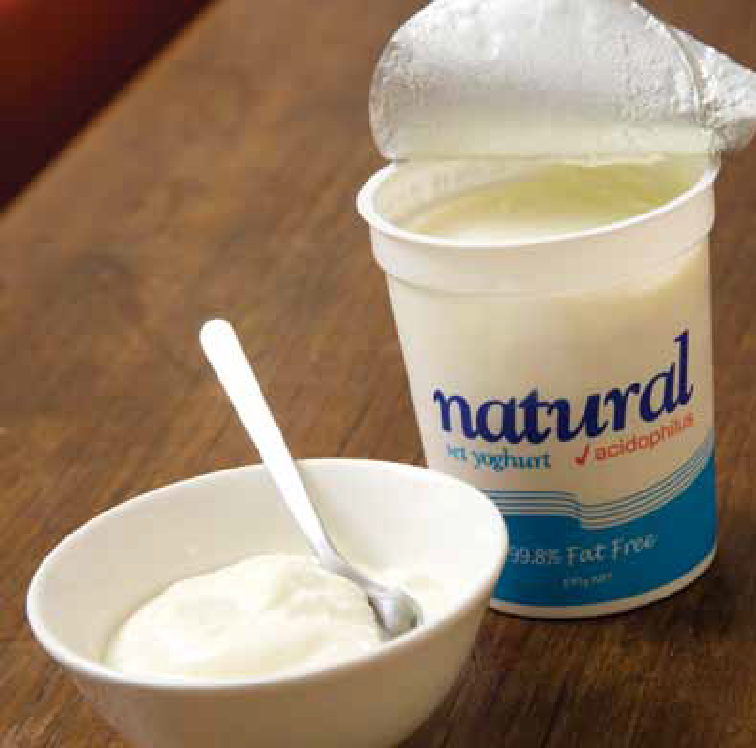 natural
set yoghurt ✓ acidophilus
99.8% Fat Free